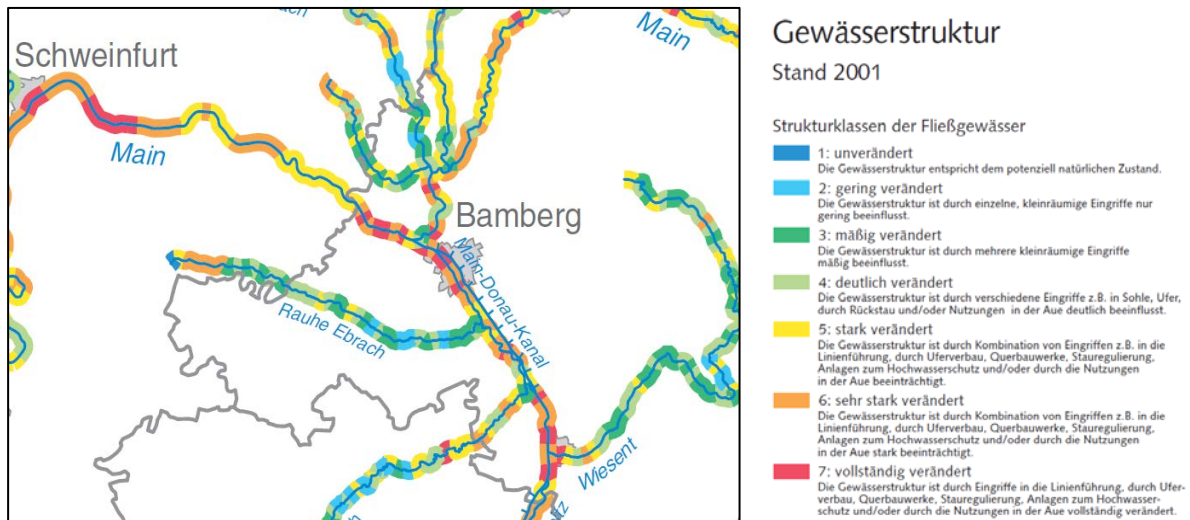 Schweinfurt
Main
Main
Bamberg
Main-Donau-Kanal
Rauhe Ebrach
Wiesent
Gewässerstruktur
Stand 2001
Strukturklassen der Fließgewässer
1: unverändert
Die Gewässerstruktur entspricht dem potenziell natürlichen Zustand.
2: gering verändert
Die Gewässerstruktur ist durch einzelne, kleinräumige Eingriffe nur
gering beeinflusst.
3: mäßig verändert
Die Gewässerstruktur ist durch mehrere kleinräumige Eingriffe
mäßig beeinflusst.
4: deutlich verändert
Die Gewässerstruktur ist durch verschiedene Eingriffe z.B. in Sohle, Ufer,
durch Rückstau und/oder Nutzungen in der Aue deutlich beeinflusst.
5: stark verändert
Die Gewässerstruktur ist durch Kombination von Eingriffen z.B. in die
Linienführung, durch Uferverbau, Querbauwerke, Stauregulierung,
Anlagen zum Hochwasserschutz und/oder durch die Nutzungen
in der Aue beeinträchtigt.
6: sehr stark verändert
Die Gewässerstruktur ist durch Kombination von Eingriffen z.B. in die
Linienführung, durch Uferverbau, Querbauwerke, Stauregulierung,
Anlagen zum Hochwasserschutz und/oder durch die Nutzungen
in der Aue stark beeinträchtigt.
7: vollständig verändert
Die Gewässerstruktur ist durch Eingriffe in die Linienführung, durch Ufer-
verbau, Querbauwerke, Stauregulierung, Anlagen zum Hochwasser-
schutz und/oder durch die Nutzungen in der Aue vollständig verändert.